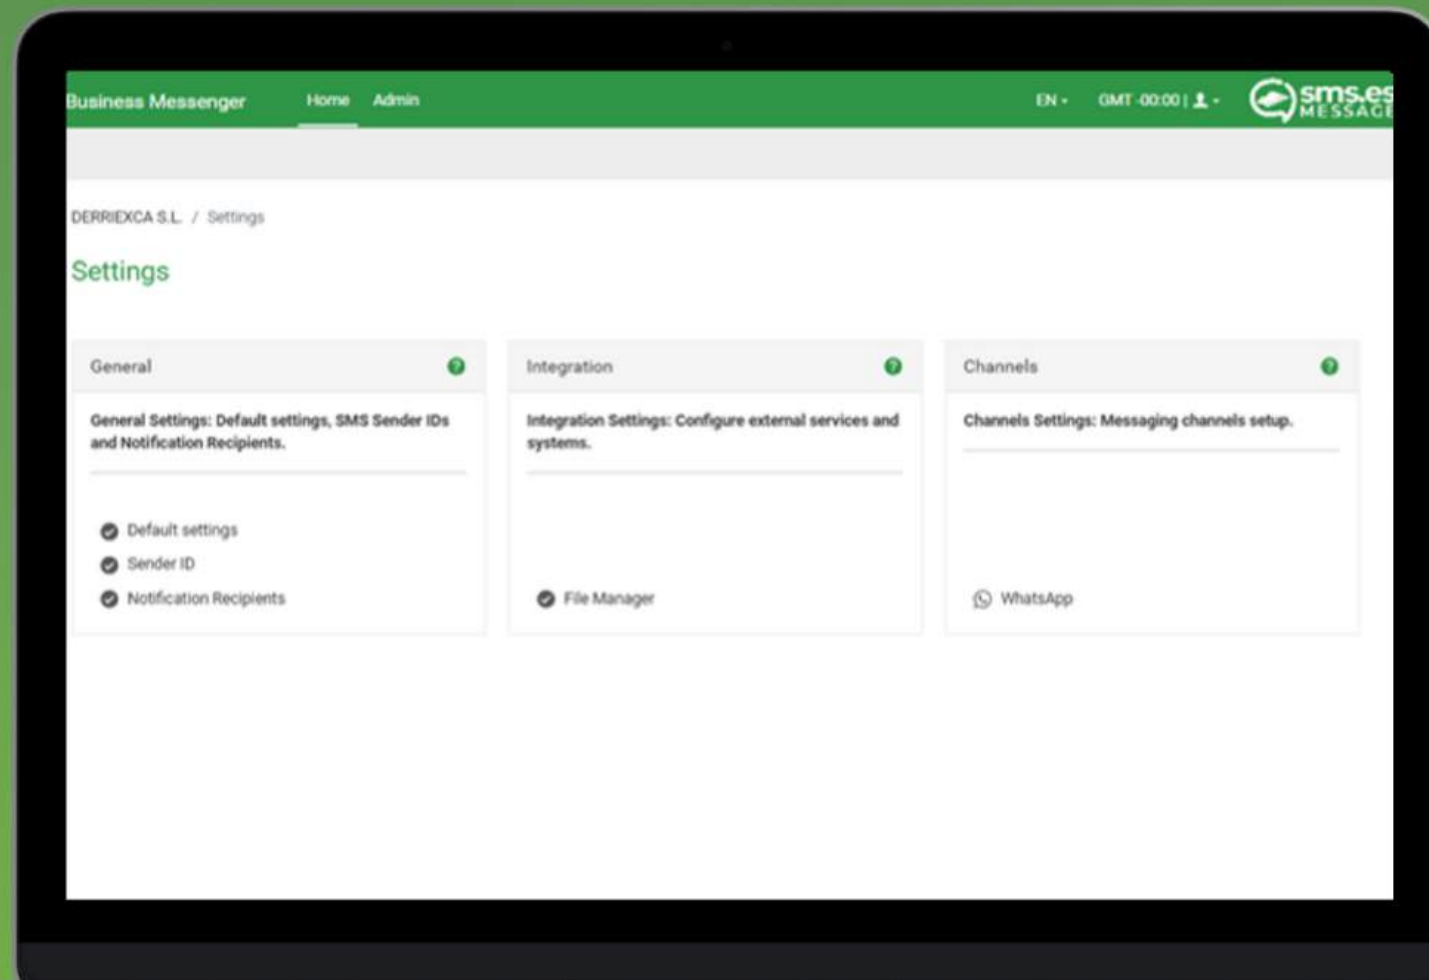 Business Messenger Home Admin EN GMT -00:00 |
sms.es
MESSAGE
DERRIEXCA S.L. / Settings
Settings
General
General Settings: Default settings, SMS Sender IDs
and Notification Recipients.
Default settings
Sender ID
Notification Recipients
Integration
Integration Settings: Configure external services and
systems.
File Manager
Channels
Channels Settings: Messaging channels setup.
WhatsApp